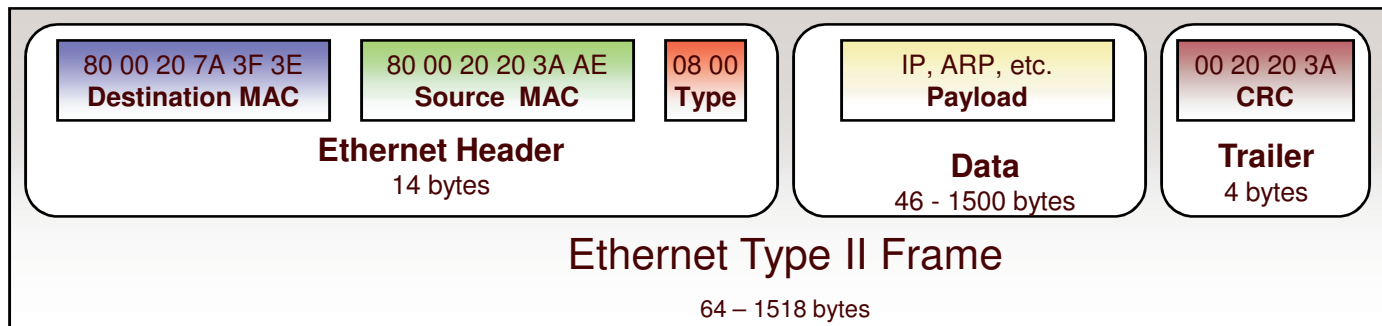 80 00 20 7A 3F 3E
Destination MAC
80 00 20 20 3A AE
Source MAC
08 00
Type
Ethernet Header
14 bytes
IP, ARP, etc.
Payload
Data
46 - 1500 bytes
00 20 20 3A
CRC
Trailer
4 bytes
Ethernet Type II Frame
64 – 1518 bytes